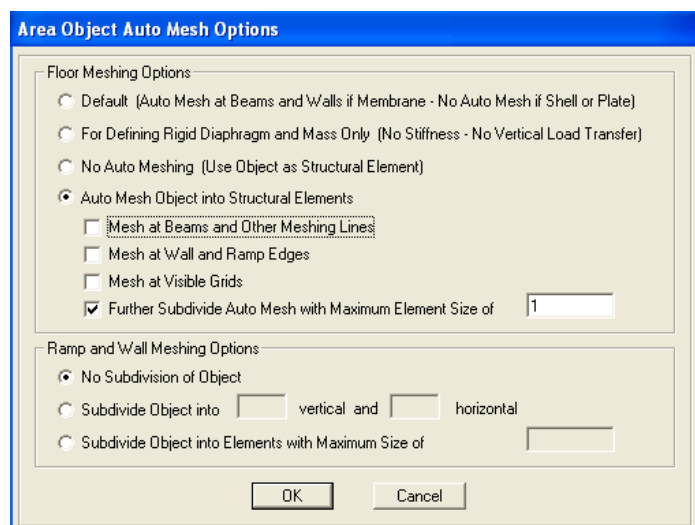 Area Object Auto Mesh Options
Floor Meshing Options
Default (Auto Mesh at Beams and Walls if Membrane - No Auto Mesh if Shell or Plate)
For Defining Rigid Diaphragm and Mass Only (No Stiffness - No Vertical Load Transfer)
No Auto Meshing (Use Object as Structural Element)
Auto Mesh Object into Structural Elements
Mesh at Beams and Other Meshing Lines
Mesh at Wall and Ramp Edges
Mesh at Visible Grids
Further Subdivide Auto Mesh with Maximum Element Size of 1
Ramp and Wall Meshing Options
No Subdivision of Object
Subdivide Object into vertical and horizontal
Subdivide Object into Elements with Maximum Size of
OK Cancel